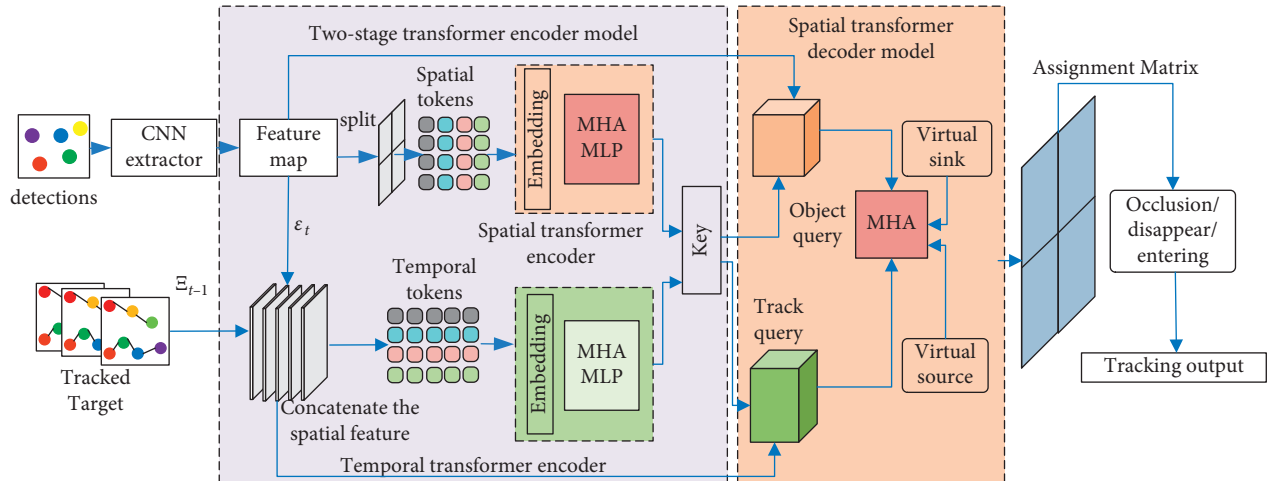 Two-stage transformer encoder model
Spatial transformer
decoder model
detections
CNN
extractor
Feature
map
split
Spatial
tokens
Embedding
MHA
MLP
Spatial transformer
encoder
ε_t
Ξ_{t–1}
Tracked
Target
Concatenate the
spatial feature
Temporal
tokens
Embedding
MHA
MLP
Temporal transformer encoder
Key
Object
query
Track
query
MHA
Virtual
sink
Virtual
source
Assignment Matrix
Occlusion/
disappear/
entering
Tracking output